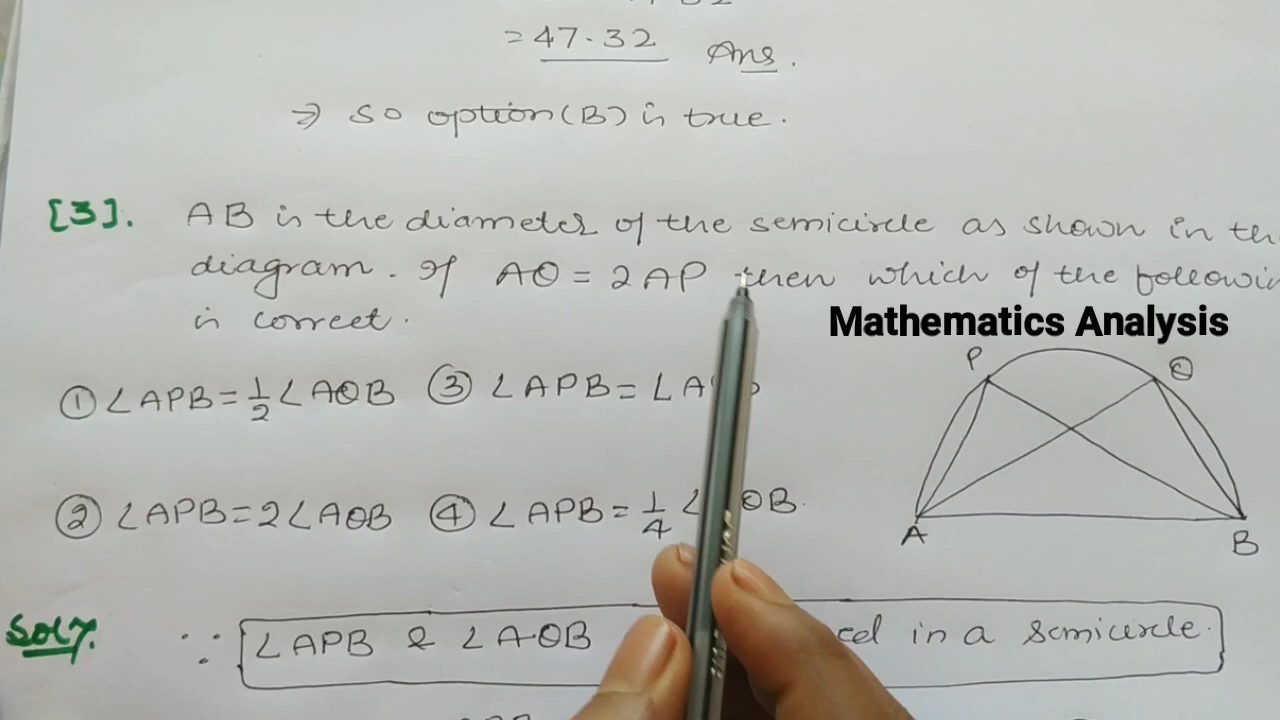 = 47.32 Ans.
⇒ so option (B) is true.
[3]. AB is the diameter of the semicircle as shown in
diagram. If AQ = 2AP then which of the
is correct.
Mathematics Analysis
① ∠APB = 1/2 ∠AQB ③ ∠APB = ∠A
② ∠APB = 2∠AQB ④ ∠APB = 1/4 ∠ QB.
P Q
A B
Soln.
∵ ∠APB & ∠AQB in a semicircle.